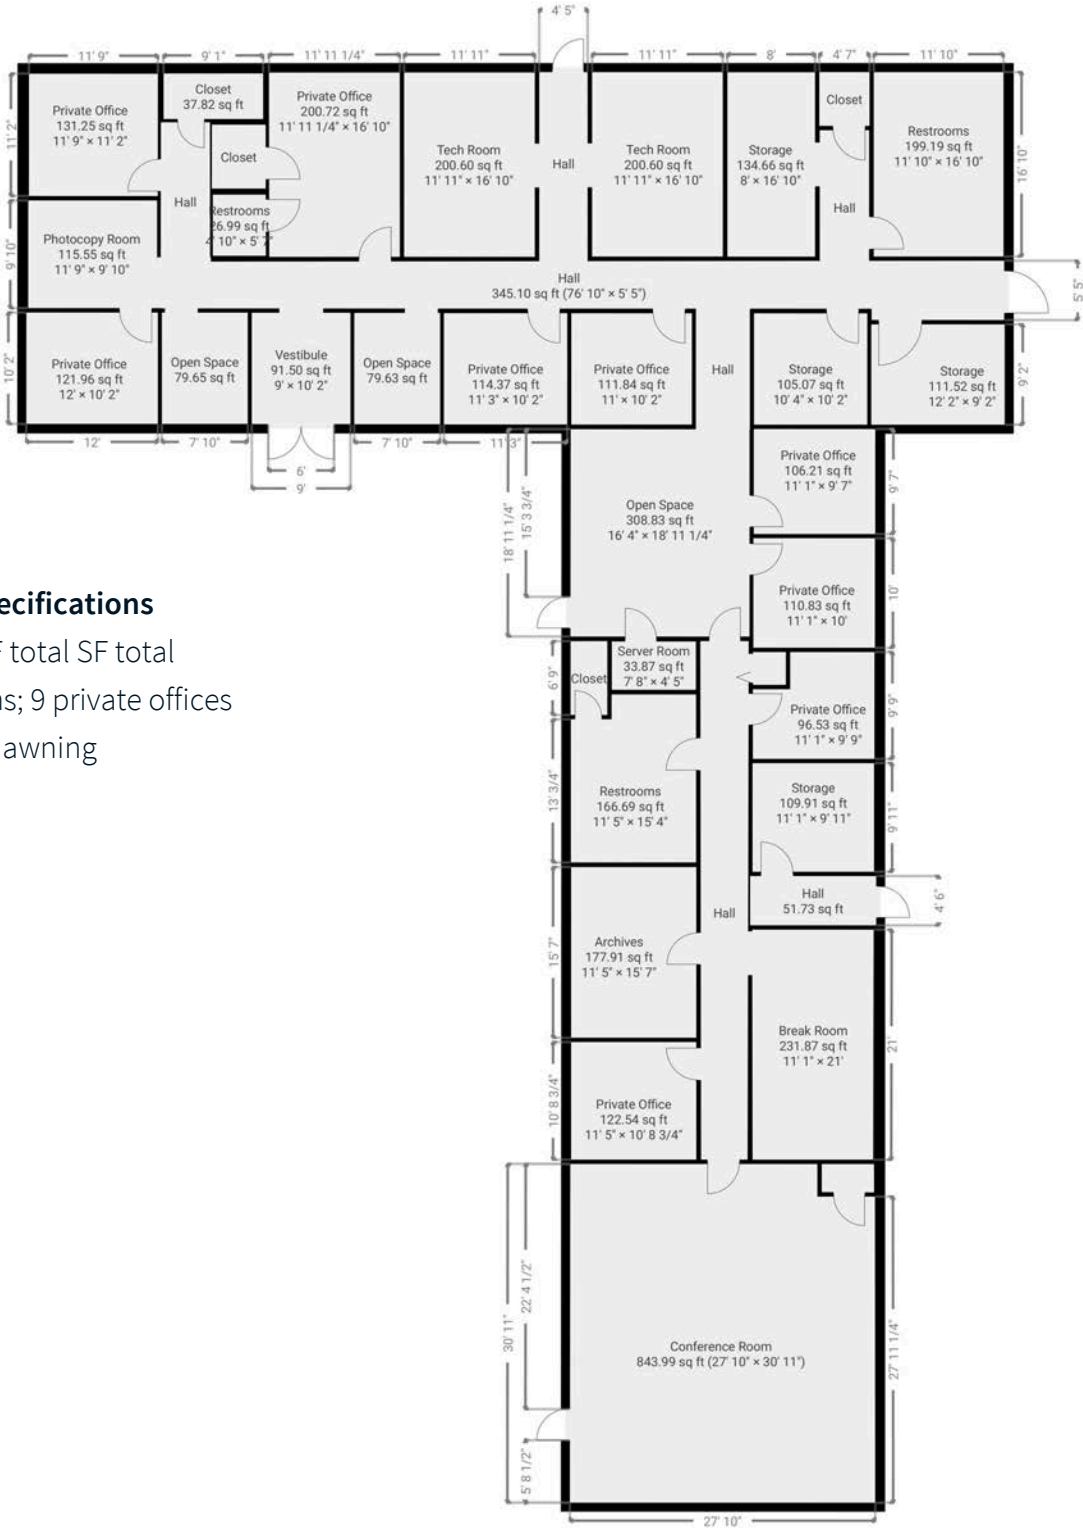 4' 5"
11' 9"
9' 1"
11' 11 1/4"
11' 11"
11' 11"
8'
4' 7"
11' 10"
Private Office
131.25 sq ft
11' 9" × 11' 2"
Closet
37.82 sq ft
Private Office
200.72 sq ft
11' 11 1/4" × 16' 10"
Closet
Tech Room
200.60 sq ft
11' 11" × 16' 10"
Hall
Tech Room
200.60 sq ft
11' 11" × 16' 10"
Storage
134.66 sq ft
8' × 16' 10"
Closet
Restrooms
199.19 sq ft
11' 10" × 16' 10"
11' 2"
16' 10"
Hall
Restrooms
26.99 sq ft
4' 10" × 5' 7"
Hall
Photocopy Room
115.55 sq ft
11' 9" × 9' 10"
9' 10"
Hall
345.10 sq ft (76' 10" × 5' 5")
5' 5"
10' 2"
Private Office
121.96 sq ft
12' × 10' 2"
Open Space
79.65 sq ft
Vestibule
91.50 sq ft
9' × 10' 2"
Open Space
79.63 sq ft
Private Office
114.37 sq ft
11' 3" × 10' 2"
Private Office
111.84 sq ft
11' × 10' 2"
Hall
Storage
105.07 sq ft
10' 4" × 10' 2"
Storage
111.52 sq ft
12' 2" × 9' 2"
9' 2"
12'
7' 10"
6'
9'
7' 10"
11' 3"
Private Office
106.21 sq ft
11' 1" × 9' 7"
9' 7"
18' 11 1/4"
15' 3 3/4"
Open Space
308.83 sq ft
16' 4" × 18' 11 1/4"
Private Office
110.83 sq ft
11' 1" × 10'
10'
ecifications
F total SF total
ns; 9 private offices
awning
6' 9"
Closet
Server Room
33.87 sq ft
7' 8" × 4' 5"
Private Office
96.53 sq ft
11' 1" × 9' 9"
9' 9"
13' 3/4"
Restrooms
166.69 sq ft
11' 5" × 15' 4"
Storage
109.91 sq ft
11' 1" × 9' 11"
9' 11"
Hall
51.73 sq ft
4' 6"
Hall
15' 7"
Archives
177.91 sq ft
11' 5" × 15' 7"
Break Room
231.87 sq ft
11' 1" × 21'
21'
10' 8 3/4"
Private Office
122.54 sq ft
11' 5" × 10' 8 3/4"
30' 11"
22' 4 1/2"
Conference Room
843.99 sq ft (27' 10" × 30' 11")
27' 11 1/4"
5' 8 1/2"
27' 10"